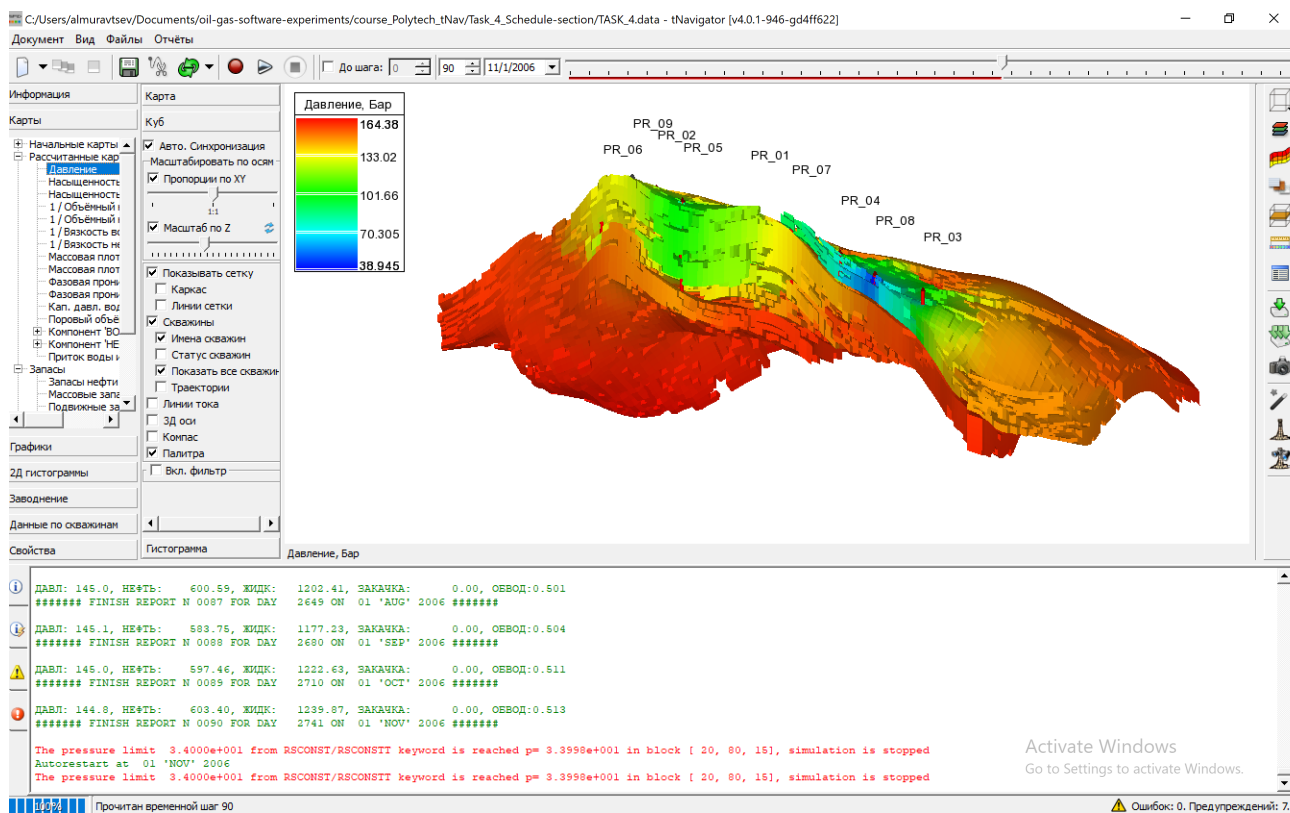 C:/Users/almuravtsev/Documents/oil-gas-software-experiments/course_Polytech_tNav/Task_4_Schedule-section/TASK_4.data - tNavigator [v4.0.1-946-gd4ff622]
Документ Вид Файлы Отчёты
До шага: 0 90 11/1/2006
Информация
Карты
Начальные карты
Рассчитанные кар
Давление
Насыщенность
Насыщенность
1 / Объёмный
1 / Объёмный
1 / Вязкость вс
1 / Вязкость не
Массовая плот
Массовая плот
Фазовая прони
Фазовая прони
Кап. давл. вод
Поровый объё
Компонент 'ВО
Компонент 'НЕ
Приток воды и
Запасы
Запасы нефти
Массовые запа
Подвижные за
Графики
2Д гистограммы
Заводнение
Данные по скважинам
Свойства
Карта
Куб
Авто. Синхронизация
Масштабировать по осям
Пропорции по XY
1:1
Масштаб по Z
Показывать сетку
Каркас
Линии сетки
Скважины
Имена скважин
Статус скважин
Показать все скважин
Траектории
Линии тока
3Д оси
Компас
Палитра
Вкл. фильтр
Гистограмма
Давление, Бар
164.38
133.02
101.66
70.305
38.945
PR_09
PR_02
PR_06
PR_05
PR_01
PR_07
PR_04
PR_08
PR_03
Давление, Бар
ДАВЛ: 145.0, НЕФТЬ: 600.59, ЖИДК: 1202.41, ЗАКАЧКА: 0.00, ОБВОД:0.501
####### FINISH REPORT N 0087 FOR DAY 2649 ON 01 'AUG' 2006 #######
ДАВЛ: 145.1, НЕФТЬ: 583.75, ЖИДК: 1177.23, ЗАКАЧКА: 0.00, ОБВОД:0.504
####### FINISH REPORT N 0088 FOR DAY 2680 ON 01 'SEP' 2006 #######
ДАВЛ: 145.0, НЕФТЬ: 597.46, ЖИДК: 1222.63, ЗАКАЧКА: 0.00, ОБВОД:0.511
####### FINISH REPORT N 0089 FOR DAY 2710 ON 01 'OCT' 2006 #######
ДАВЛ: 144.8, НЕФТЬ: 603.40, ЖИДК: 1239.87, ЗАКАЧКА: 0.00, ОБВОД:0.513
####### FINISH REPORT N 0090 FOR DAY 2741 ON 01 'NOV' 2006 #######
The pressure limit 3.4000e+001 from RSCONST/RSCONSTT keyword is reached p= 3.3998e+001 in block [ 20, 80, 15], simulation is stopped
Autorestart at 01 'NOV' 2006
The pressure limit 3.4000e+001 from RSCONST/RSCONSTT keyword is reached p= 3.3998e+001 in block [ 20, 80, 15], simulation is stopped
Activate Windows
Go to Settings to activate Windows.
100% Прочитан временной шаг 90
Ошибок: 0. Предупреждений: 7.